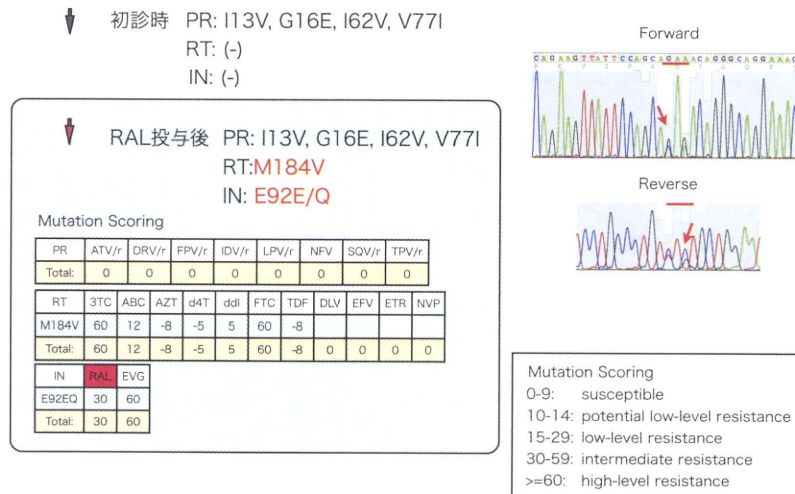 初診時 PR: I13V, G16E, I62V, V77I
RT: (-)
IN: (-)
RAL投与後 PR: I13V, G16E, I62V, V77I
RT:M184V
IN: E92E/Q
Mutation Scoring
PR ATV/r DRV/r FPV/r IDV/r LPV/r NFV SQV/r TPV/r
Total: 0 0 0 0 0 0 0 0
RT 3TC ABC AZT d4T ddi FTC TDF DLV EFV ETR NVP
M184V 60 12 -8 -5 5 60 -8
Total: 60 12 -8 -5 5 60 -8 0 0 0 0
IN RAL EVG
E92EQ 30 60
Total: 30 60
Forward
CAGAAGTTATTCCAGCAGAAACAGGGCAGGAAAC
Reverse
Mutation Scoring
0-9: susceptible
10-14: potential low-level resistance
15-29: low-level resistance
30-59: intermediate resistance
>=60: high-level resistance